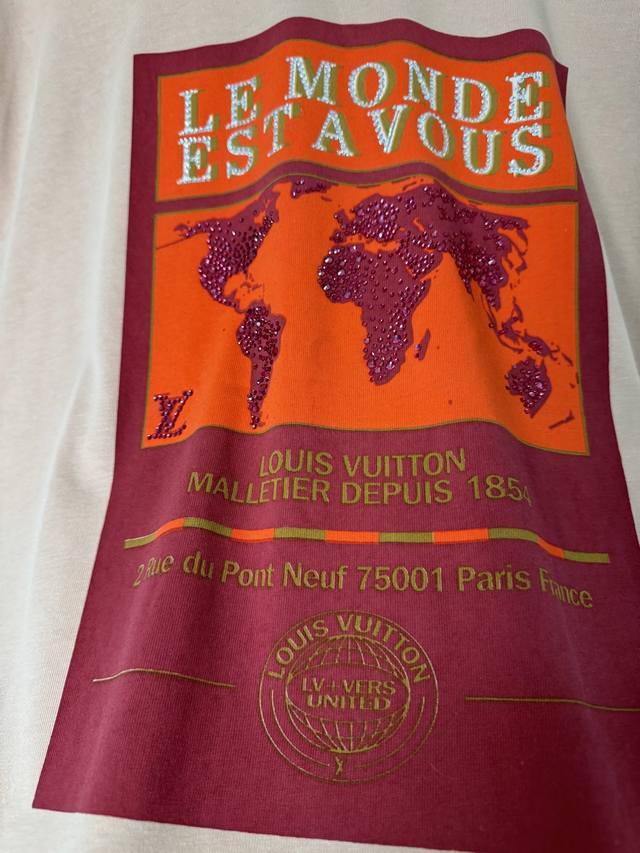 LE MONDE
EST A VOUS
LV
LOUIS VUITTON
MALLETIER DEPUIS 1854
2 Rue du Pont Neuf 75001 Paris France
LOUIS VUITTON
LV+VERS
UNITED